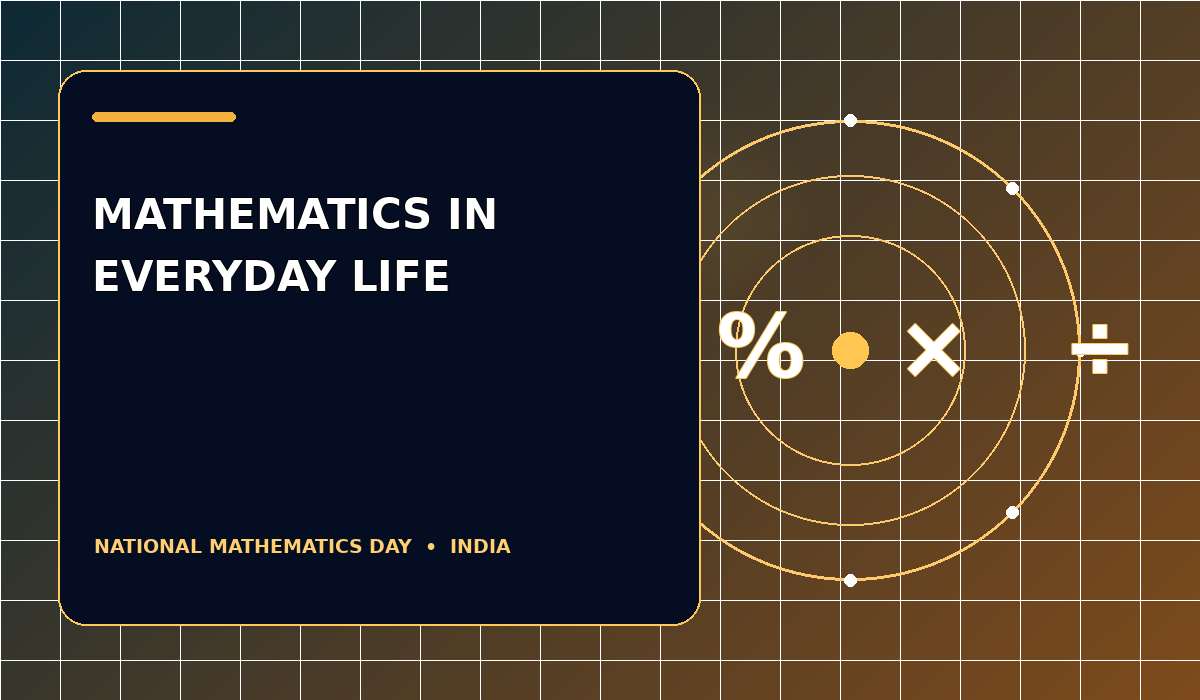 MATHEMATICS IN
EVERYDAY LIFE
% × ÷
NATIONAL MATHEMATICS DAY • INDIA